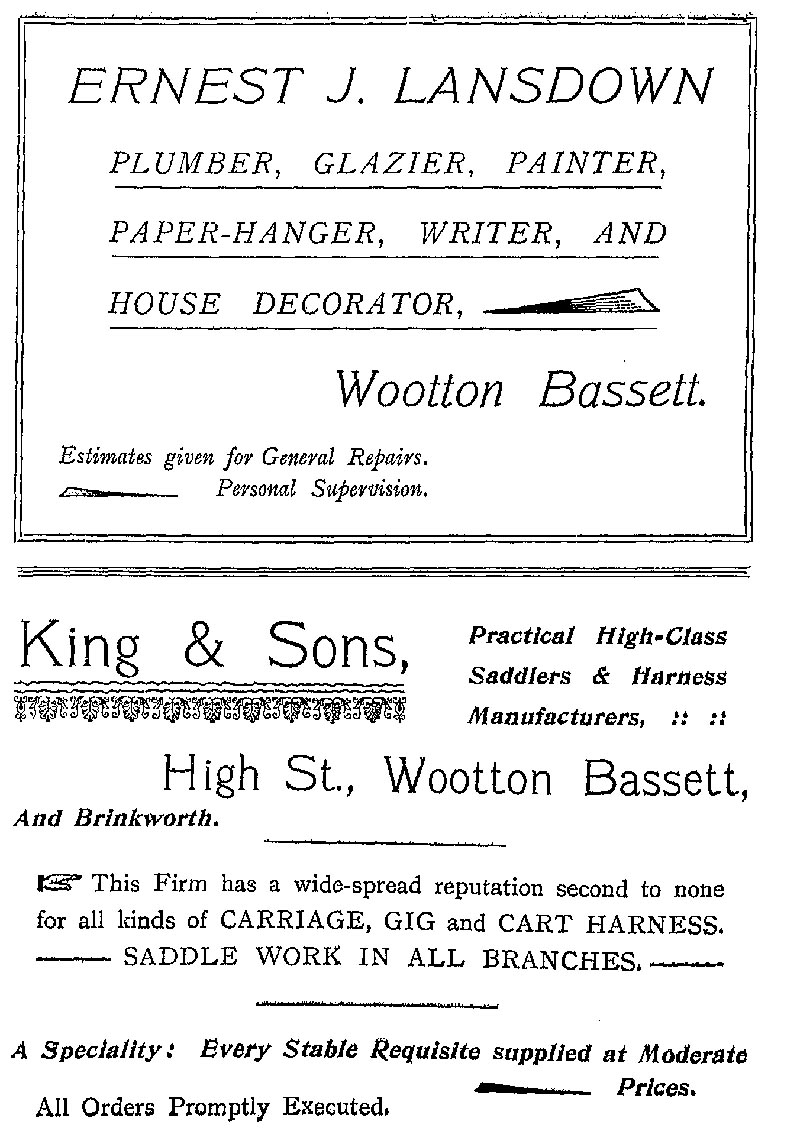 ERNEST J. LANSDOWN
PLUMBER, GLAZIER, PAINTER,
PAPER-HANGER, WRITER, AND
HOUSE DECORATOR,
Wootton Bassett.
Estimates given for General Repairs.
Personal Supervision.
King & Sons,
Practical High-Class
Saddlers & Harness
Manufacturers, :: ::
High St., Wootton Bassett,
And Brinkworth.
☞ This Firm has a wide-spread reputation second to none
for all kinds of CARRIAGE, GIG and CART HARNESS.
—— SADDLE WORK IN ALL BRANCHES. ——
A Speciality: Every Stable Requisite supplied at Moderate
Prices.
All Orders Promptly Executed.